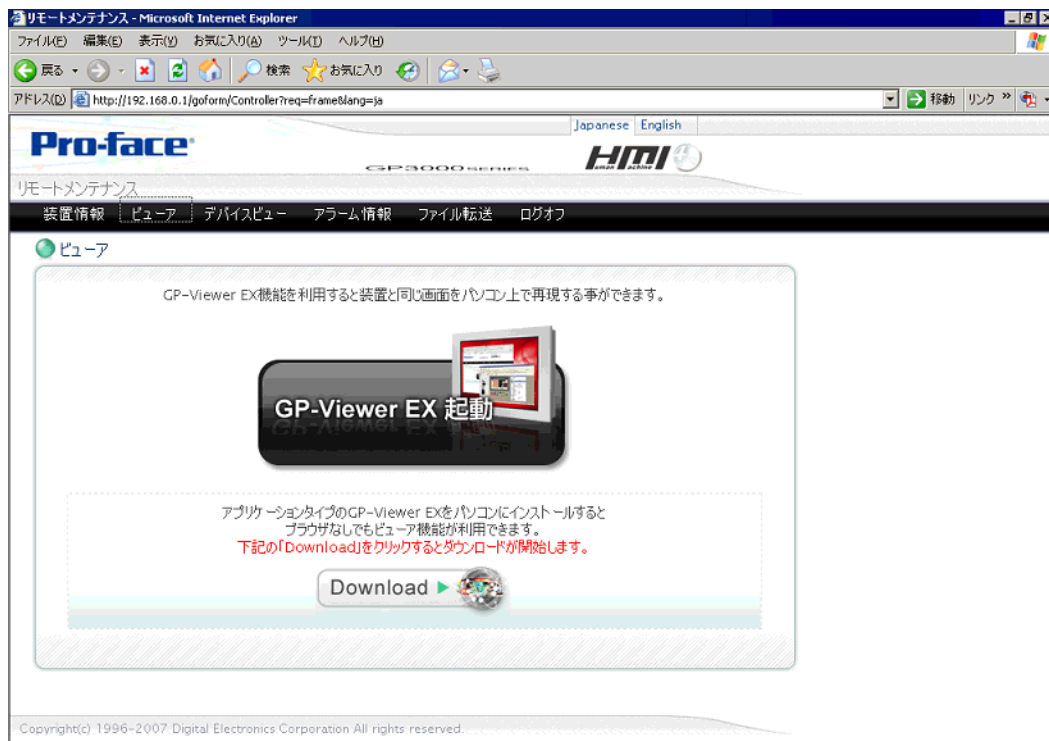 リモートメンテナンス - Microsoft Internet Explorer
ファイル(F) 編集(E) 表示(V) お気に入り(A) ツール(T) ヘルプ(H)
戻る 検索 お気に入り
アドレス(D) http://192.168.0.1/goform/Controller?req=frame&lang=ja 移動 リンク »
Japanese English
Pro-face
GP3000 SERIES
HMI
human machine
リモートメンテナンス
装置情報 ビューア デバイスビュー アラーム情報 ファイル転送 ログオフ
ビューア
GP-Viewer EX機能を利用すると装置と同じ画面をパソコン上で再現する事ができます。
GP-Viewer EX 起動
アプリケーションタイプのGP-Viewer EXをパソコンにインストールすると
ブラウザなしでもビューア機能が利用できます。
下記の「Download」をクリックするとダウンロードが開始します。
Download
Copyright(c) 1996-2007 Digital Electronics Corporation All rights reserved.